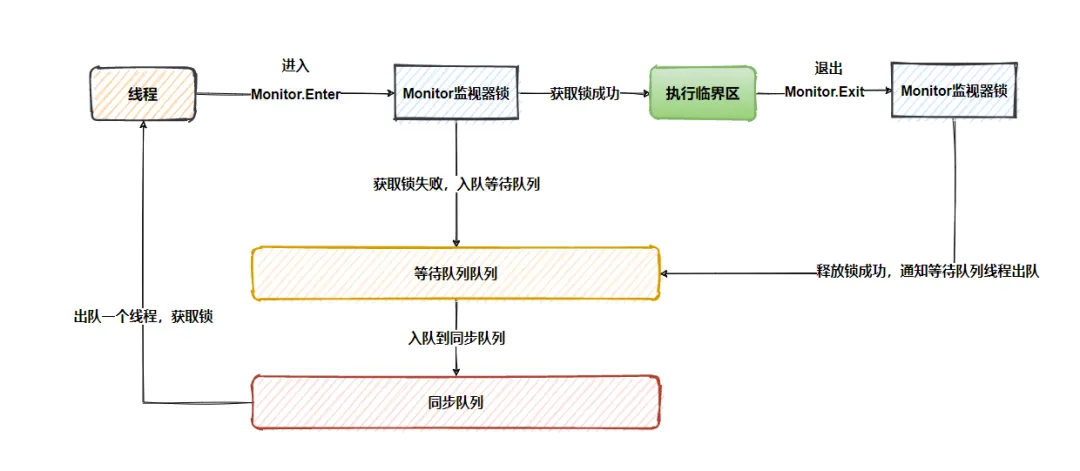 线程
进入
Monitor.Enter
Monitor监视器锁
获取锁成功
执行临界区
退出
Monitor.Exit
Monitor监视器锁
获取锁失败，入队等待队列
等待队列队列
释放锁成功，通知等待队列线程出队
出队一个线程，获取锁
入队到同步队列
同步队列